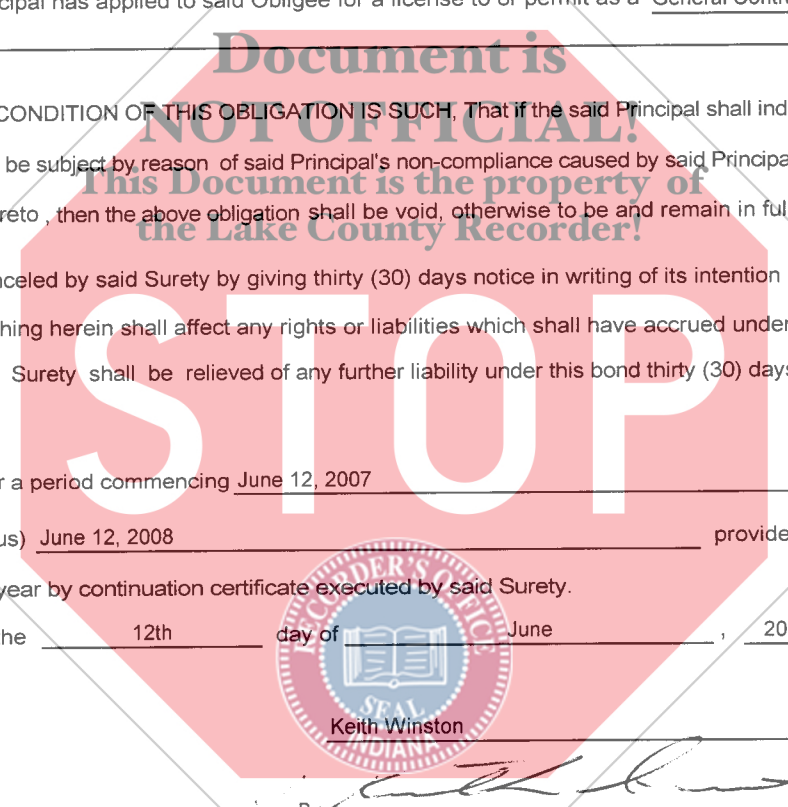 cipal has applied to said Obligee for a license to or permit as a General Contr
Document is
CONDITION OF THIS OBLIGATION IS SUCH, That if the said Principal shall ind
NOT OFFICIAL!
be subject by reason of said Principal's non-compliance caused by said Principa
This Document is the property of
reto , then the above obligation shall be void, otherwise to be and remain in ful
the Lake County Recorder!
nceled by said Surety by giving thirty (30) days notice in writing of its intention
hing herein shall affect any rights or liabilities which shall have accrued under
Surety shall be relieved of any further liability under this bond thirty (30) days
STOP
r a period commencing June 12, 2007
us) June 12, 2008 provide
year by continuation certificate executed by said Surety.
he 12th day of June , 20
RECORDER'S OFFICE
SEAL
INDIANA
Keith Winston